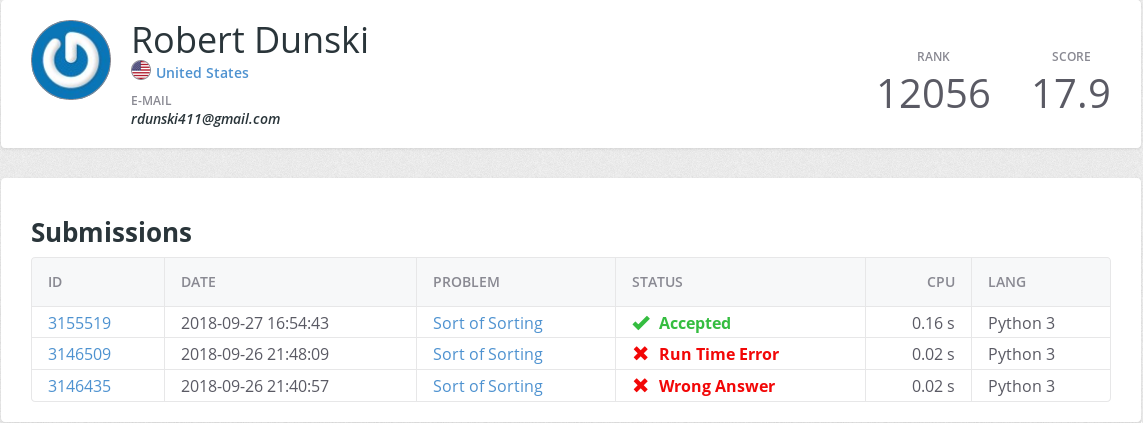 Robert Dunski
United States
E-MAIL
rdunski411@gmail.com
RANK SCORE
12056 17.9
Submissions
ID DATE PROBLEM STATUS CPU LANG
3155519 2018-09-27 16:54:43 Sort of Sorting Accepted 0.16 s Python 3
3146509 2018-09-26 21:48:09 Sort of Sorting Run Time Error 0.02 s Python 3
3146435 2018-09-26 21:40:57 Sort of Sorting Wrong Answer 0.02 s Python 3